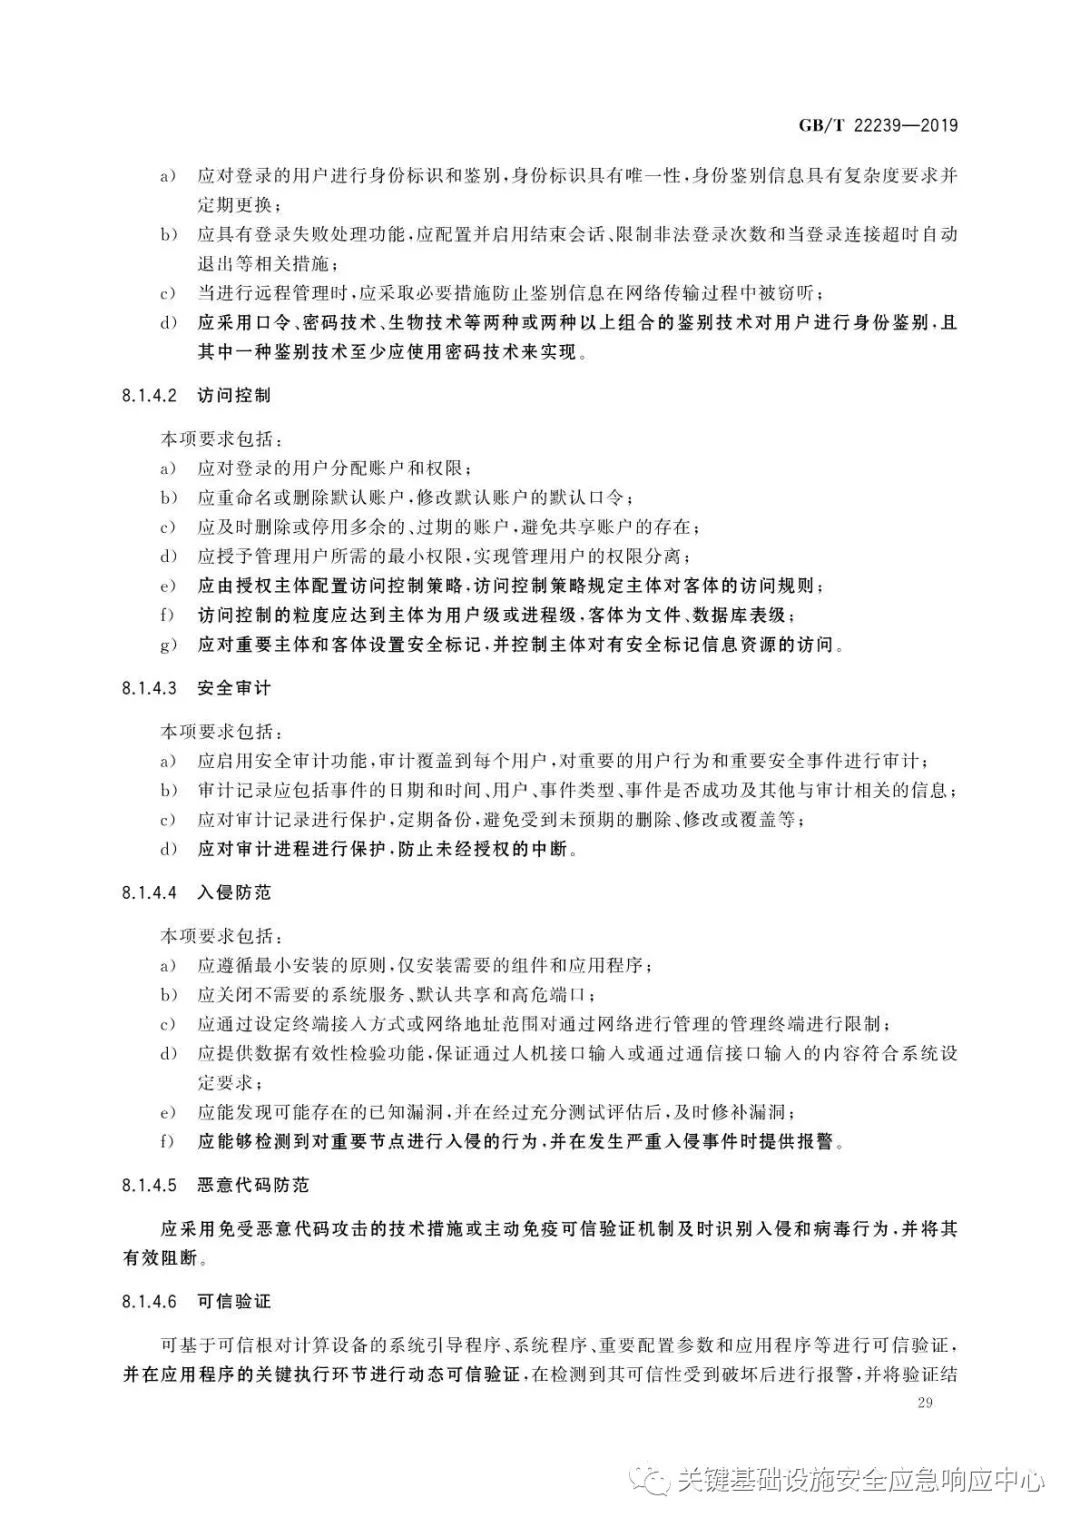 GB/T 22239—2019
a) 应对登录的用户进行身份标识和鉴别,身份标识具有唯一性,身份鉴别信息具有复杂度要求并
定期更换;
b) 应具有登录失败处理功能,应配置并启用结束会话、限制非法登录次数和当登录连接超时自动
退出等相关措施;
c) 当进行远程管理时,应采取必要措施防止鉴别信息在网络传输过程中被窃听;
d) 应采用口令、密码技术、生物技术等两种或两种以上组合的鉴别技术对用户进行身份鉴别,且
其中一种鉴别技术至少应使用密码技术来实现。
8.1.4.2 访问控制
本项要求包括:
a) 应对登录的用户分配账户和权限;
b) 应重命名或删除默认账户,修改默认账户的默认口令;
c) 应及时删除或停用多余的、过期的账户,避免共享账户的存在;
d) 应授予管理用户所需的最小权限,实现管理用户的权限分离;
e) 应由授权主体配置访问控制策略,访问控制策略规定主体对客体的访问规则;
f) 访问控制的粒度应达到主体为用户级或进程级,客体为文件、数据库表级;
g) 应对重要主体和客体设置安全标记,并控制主体对有安全标记信息资源的访问。
8.1.4.3 安全审计
本项要求包括:
a) 应启用安全审计功能,审计覆盖到每个用户,对重要的用户行为和重要安全事件进行审计;
b) 审计记录应包括事件的日期和时间、用户、事件类型、事件是否成功及其他与审计相关的信息;
c) 应对审计记录进行保护,定期备份,避免受到未预期的删除、修改或覆盖等;
d) 应对审计进程进行保护,防止未经授权的中断。
8.1.4.4 入侵防范
本项要求包括:
a) 应遵循最小安装的原则,仅安装需要的组件和应用程序;
b) 应关闭不需要的系统服务、默认共享和高危端口;
c) 应通过设定终端接入方式或网络地址范围对通过网络进行管理的管理终端进行限制;
d) 应提供数据有效性检验功能,保证通过人机接口输入或通过通信接口输入的内容符合系统设
定要求;
e) 应能发现可能存在的已知漏洞,并在经过充分测试评估后,及时修补漏洞;
f) 应能够检测到对重要节点进行入侵的行为,并在发生严重入侵事件时提供报警。
8.1.4.5 恶意代码防范
应采用免受恶意代码攻击的技术措施或主动免疫可信验证机制及时识别入侵和病毒行为,并将其
有效阻断。
8.1.4.6 可信验证
可基于可信根对计算设备的系统引导程序、系统程序、重要配置参数和应用程序等进行可信验证,
并在应用程序的关键执行环节进行动态可信验证,在检测到其可信性受到破坏后进行报警,并将验证结
29
关键基础设施安全应急响应中心